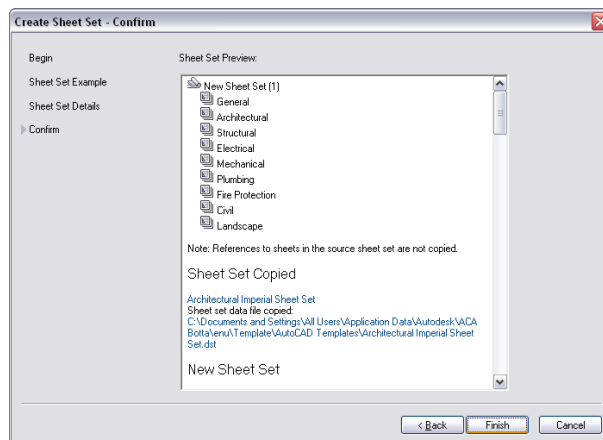 Create Sheet Set - Confirm
Begin
Sheet Set Example
Sheet Set Details
Confirm
Sheet Set Preview:
New Sheet Set (1)
General
Architectural
Structural
Electrical
Mechanical
Plumbing
Fire Protection
Civil
Landscape
Note: References to sheets in the source sheet set are not copied.
Sheet Set Copied
Architectural Imperial Sheet Set
Sheet set data file copied:
C:\Documents and Settings\All Users\Application Data\Autodesk\ACA
Botta\enu\Template\AutoCAD Templates\Architectural Imperial Sheet
Set.dst
New Sheet Set
< Back
Finish
Cancel